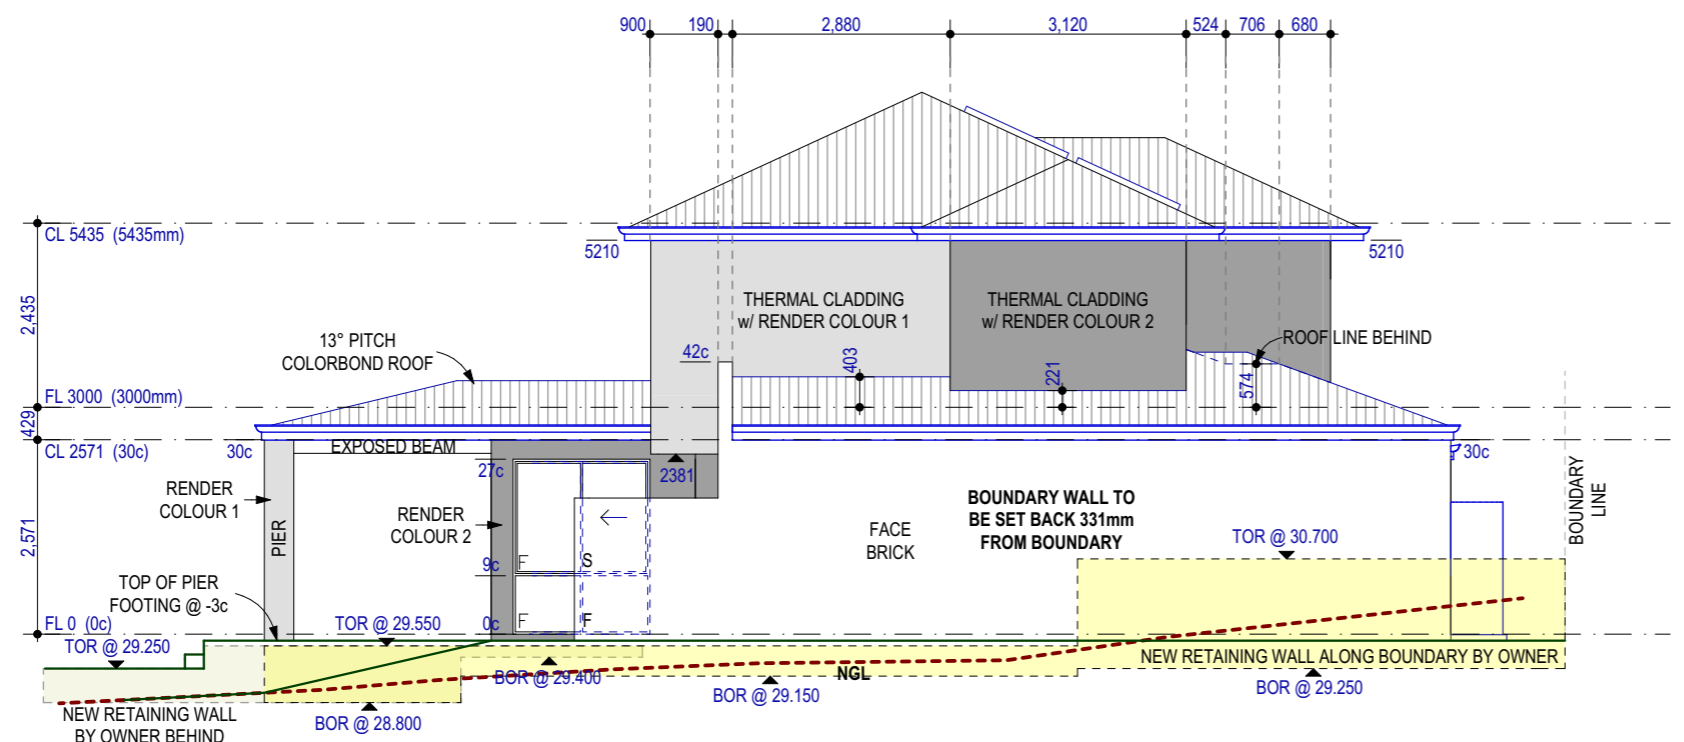 900 190 2,880 3,120 524 706 680
CL 5435 (5435mm)
5210
5210
2,435
THERMAL CLADDING
w/ RENDER COLOUR 1
THERMAL CLADDING
w/ RENDER COLOUR 2
13° PITCH
COLORBOND ROOF
42c
403
221
574
ROOF LINE BEHIND
FL 3000 (3000mm)
429
CL 2571 (30c)
30c
EXPOSED BEAM
30c
27c
2381
RENDER
COLOUR 1
PIER
RENDER
COLOUR 2
FACE
BRICK
BOUNDARY WALL TO
BE SET BACK 331mm
FROM BOUNDARY
BOUNDARY
LINE
2,571
TOR @ 30.700
9c
F
S
TOP OF PIER
FOOTING @ -3c
FL 0 (0c)
TOR @ 29.250
TOR @ 29.550
0c
F
F
BOR @ 29.400
NGL
NEW RETAINING WALL ALONG BOUNDARY BY OWNER
BOR @ 29.150
BOR @ 29.250
BOR @ 28.800
NEW RETAINING WALL
BY OWNER BEHIND